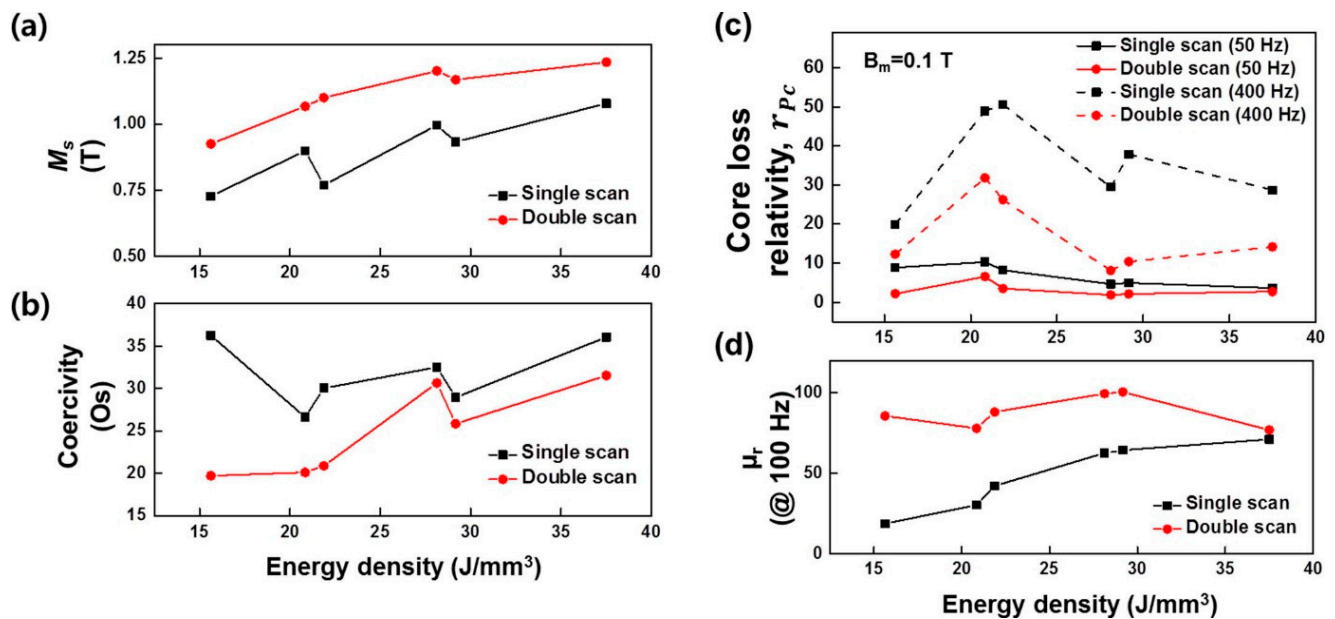 (a)
1.25
1.00
0.75
0.50
Mₛ
(T)
Single scan
Double scan
15 20 25 30 35 40
(b)
40
35
30
25
20
15
Coercivity
(Os)
Single scan
Double scan
15 20 25 30 35 40
Energy density (J/mm³)
(c)
60
50
40
30
20
10
0
Core loss
relativity, r_Pc
Bₘ=0.1 T
Single scan (50 Hz)
Double scan (50 Hz)
Single scan (400 Hz)
Double scan (400 Hz)
15 20 25 30 35 40
(d)
100
50
0
μᵣ
(@ 100 Hz)
Single scan
Double scan
15 20 25 30 35 40
Energy density (J/mm³)